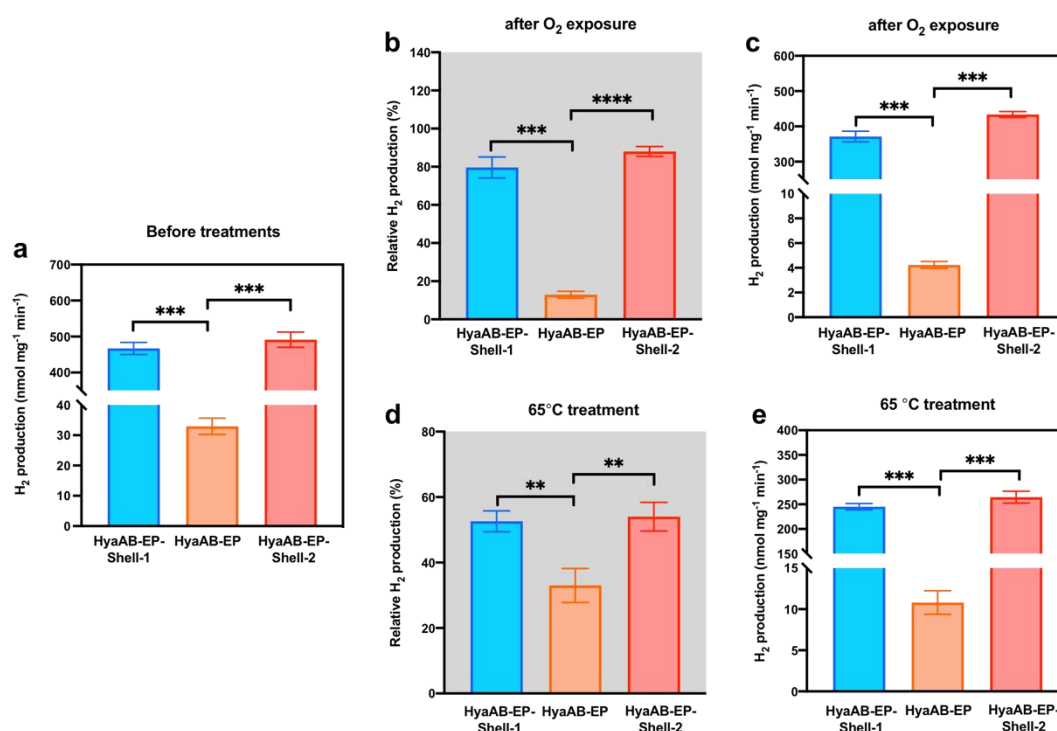 a
Before treatments
H₂ production (nmol mg⁻¹ min⁻¹)
700
600
500
400
40
30
20
10
0
***
***
HyaAB-EP-
Shell-1
HyaAB-EP
HyaAB-EP-
Shell-2
b
after O₂ exposure
Relative H₂ production (%)
140
120
100
80
60
40
20
0
***
****
HyaAB-EP-
Shell-1
HyaAB-EP
HyaAB-EP-
Shell-2
c
after O₂ exposure
H₂ production (nmol mg⁻¹ min⁻¹)
600
500
400
300
10
8
6
4
2
0
***
***
HyaAB-EP-
Shell-1
HyaAB-EP
HyaAB-EP-
Shell-2
d
65°C treatment
Relative H₂ production (%)
80
60
40
20
0
**
**
HyaAB-EP-
Shell-1
HyaAB-EP
HyaAB-EP-
Shell-2
e
65 °C treatment
H₂ production (nmol mg⁻¹ min⁻¹)
400
350
300
250
200
150
15
10
5
0
***
***
HyaAB-EP-
Shell-1
HyaAB-EP
HyaAB-EP-
Shell-2